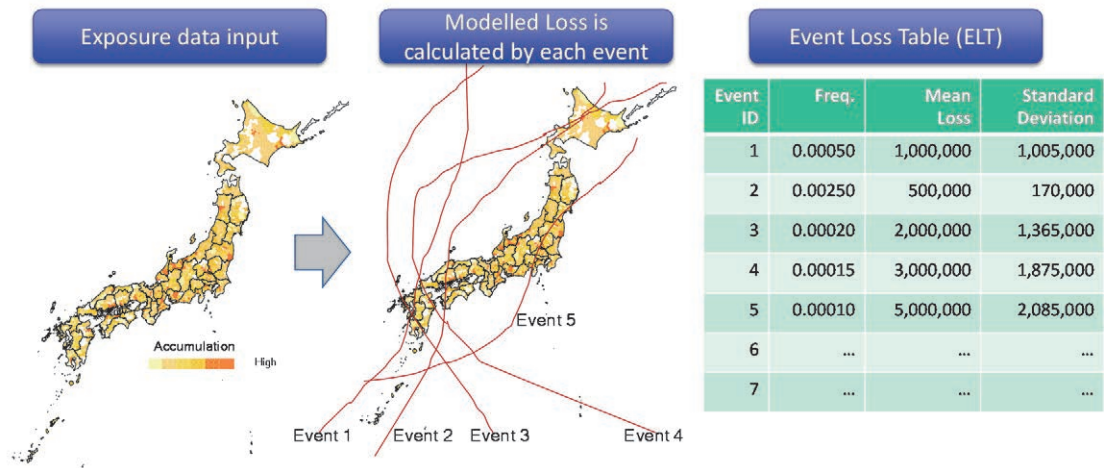 Exposure data input
Modelled Loss is
calculated by each event
Event Loss Table (ELT)
Accumulation
High
Event 1
Event 2
Event 3
Event 4
Event 5
Event ID Freq. Mean Loss Standard Deviation
1 0.00050 1,000,000 1,005,000
2 0.00250 500,000 170,000
3 0.00020 2,000,000 1,365,000
4 0.00015 3,000,000 1,875,000
5 0.00010 5,000,000 2,085,000
6 ... ... ...
7 ... ... ...